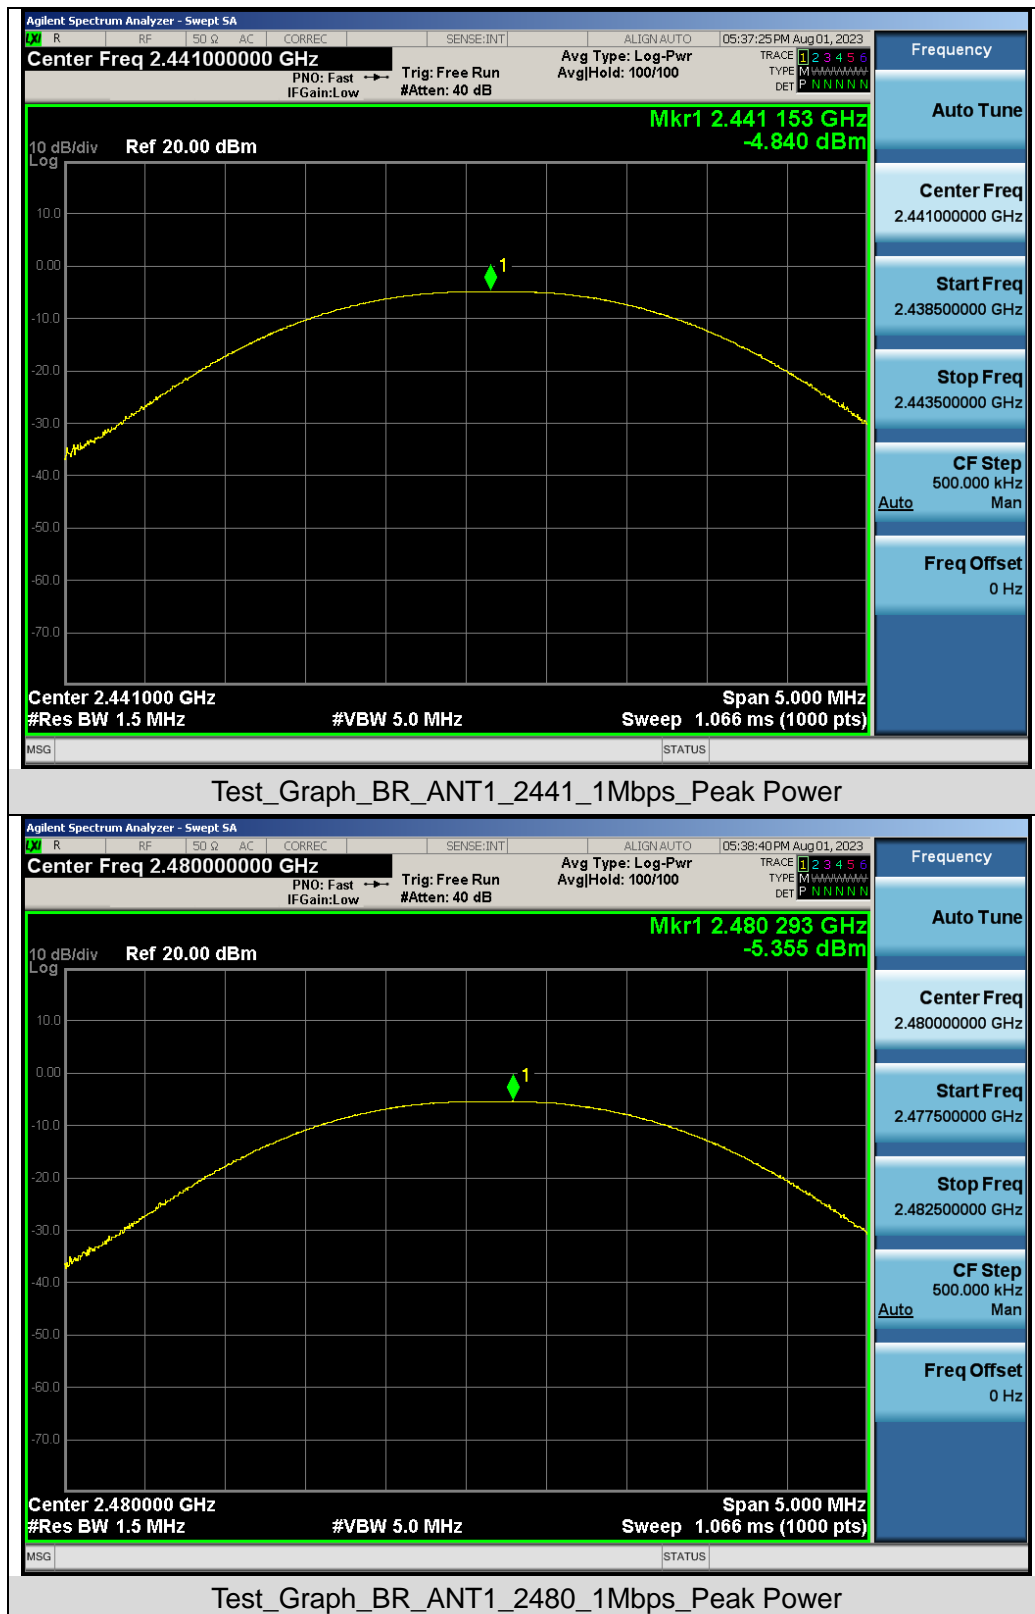 Agilent Spectrum Analyzer - Swept SA
LXI R RF 50 Ω AC CORREC SENSE:INT ALIGN AUTO 05:37:25 PM Aug 01, 2023
Center Freq 2.441000000 GHz
PNO: Fast
IFGain:Low
Trig: Free Run
#Atten: 40 dB
Avg Type: Log-Pwr
Avg|Hold: 100/100
TRACE 1 2 3 4 5 6
TYPE M
DET P N N N N N
Mkr1 2.441 153 GHz
-4.840 dBm
10 dB/div Ref 20.00 dBm
Log
10.0
0.00
-10.0
-20.0
-30.0
-40.0
-50.0
-60.0
-70.0
1
Center 2.441000 GHz Span 5.000 MHz
#Res BW 1.5 MHz #VBW 5.0 MHz Sweep 1.066 ms (1000 pts)
MSG STATUS
Frequency
Auto Tune
Center Freq
2.441000000 GHz
Start Freq
2.438500000 GHz
Stop Freq
2.443500000 GHz
CF Step
500.000 kHz
Auto Man
Freq Offset
0 Hz
Test_Graph_BR_ANT1_2441_1Mbps_Peak Power
Agilent Spectrum Analyzer - Swept SA
LXI R RF 50 Ω AC CORREC SENSE:INT ALIGN AUTO 05:38:40 PM Aug 01, 2023
Center Freq 2.480000000 GHz
PNO: Fast
IFGain:Low
Trig: Free Run
#Atten: 40 dB
Avg Type: Log-Pwr
Avg|Hold: 100/100
TRACE 1 2 3 4 5 6
TYPE M
DET P N N N N N
Mkr1 2.480 293 GHz
-5.355 dBm
10 dB/div Ref 20.00 dBm
Log
10.0
0.00
-10.0
-20.0
-30.0
-40.0
-50.0
-60.0
-70.0
1
Center 2.480000 GHz Span 5.000 MHz
#Res BW 1.5 MHz #VBW 5.0 MHz Sweep 1.066 ms (1000 pts)
MSG STATUS
Frequency
Auto Tune
Center Freq
2.480000000 GHz
Start Freq
2.477500000 GHz
Stop Freq
2.482500000 GHz
CF Step
500.000 kHz
Auto Man
Freq Offset
0 Hz
Test_Graph_BR_ANT1_2480_1Mbps_Peak Power